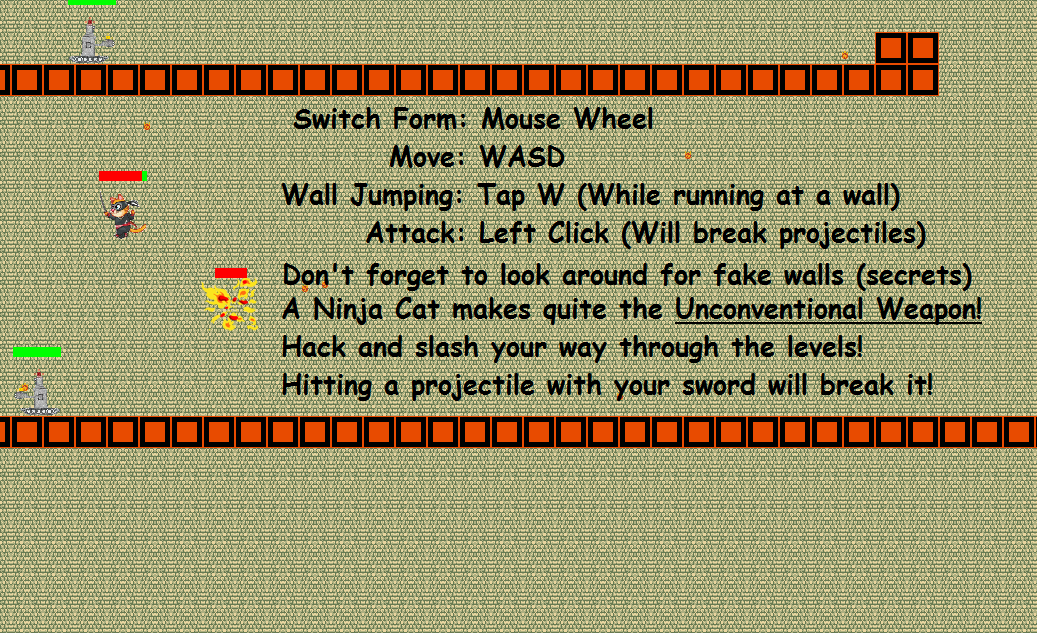 Switch Form: Mouse Wheel
Move: WASD
Wall Jumping: Tap W (While running at a wall)
Attack: Left Click (Will break projectiles)
Don't forget to look around for fake walls (secrets)
A Ninja Cat makes quite the Unconventional Weapon!
Hack and slash your way through the levels!
Hitting a projectile with your sword will break it!